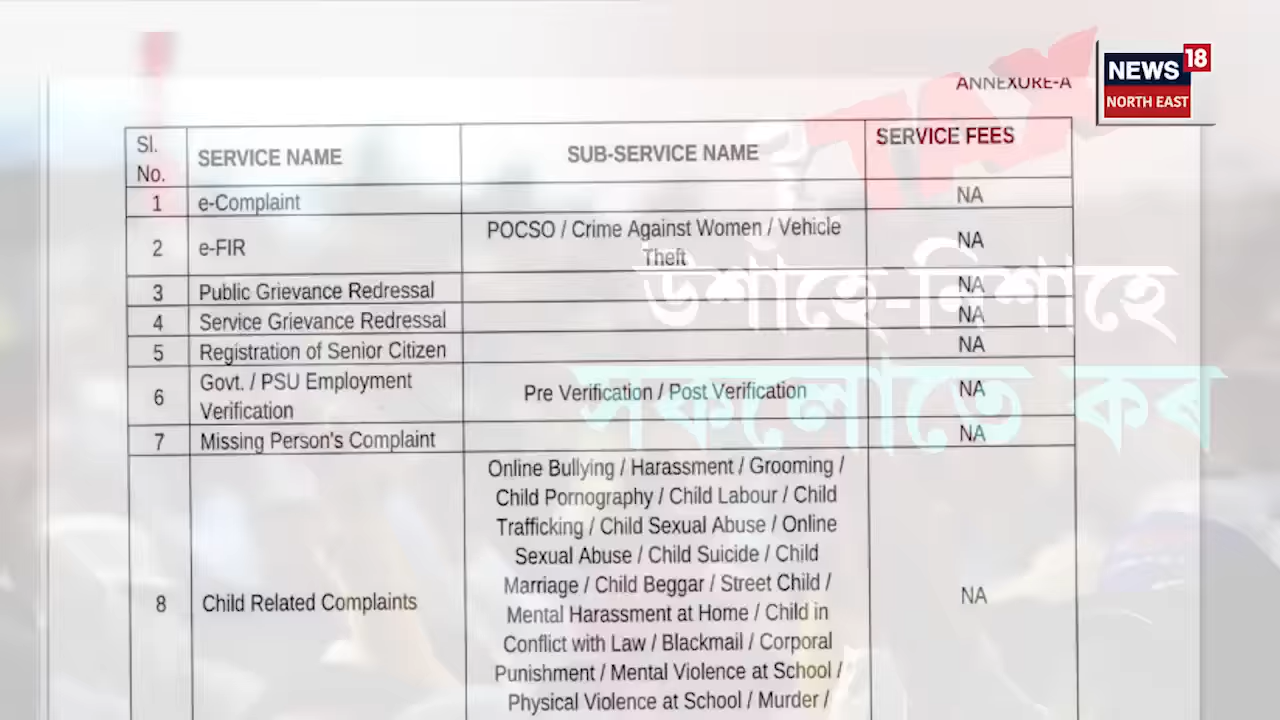 ANNEXURE-A
NEWS 18
NORTH EAST
TAX
Sl. No. SERVICE NAME SUB-SERVICE NAME SERVICE FEES
1 e-Complaint NA
2 e-FIR POCSO / Crime Against Women / Vehicle
Theft NA
3 Public Grievance Redressal NA
4 Service Grievance Redressal NA
5 Registration of Senior Citizen NA
6 Govt. / PSU Employment
Verification Pre Verification / Post Verification NA
7 Missing Person's Complaint NA
8 Child Related Complaints NA
Online Bullying / Harassment / Grooming /
Child Pornography / Child Labour / Child
Trafficking / Child Sexual Abuse / Online
Sexual Abuse / Child Suicide / Child
Marriage / Child Beggar / Street Child /
Mental Harassment at Home / Child in
Conflict with Law / Blackmail / Corporal
Punishment / Mental Violence at School /
Physical Violence at School / Murder /
উশাহে-নিশাহে
সকলোতে কৰ